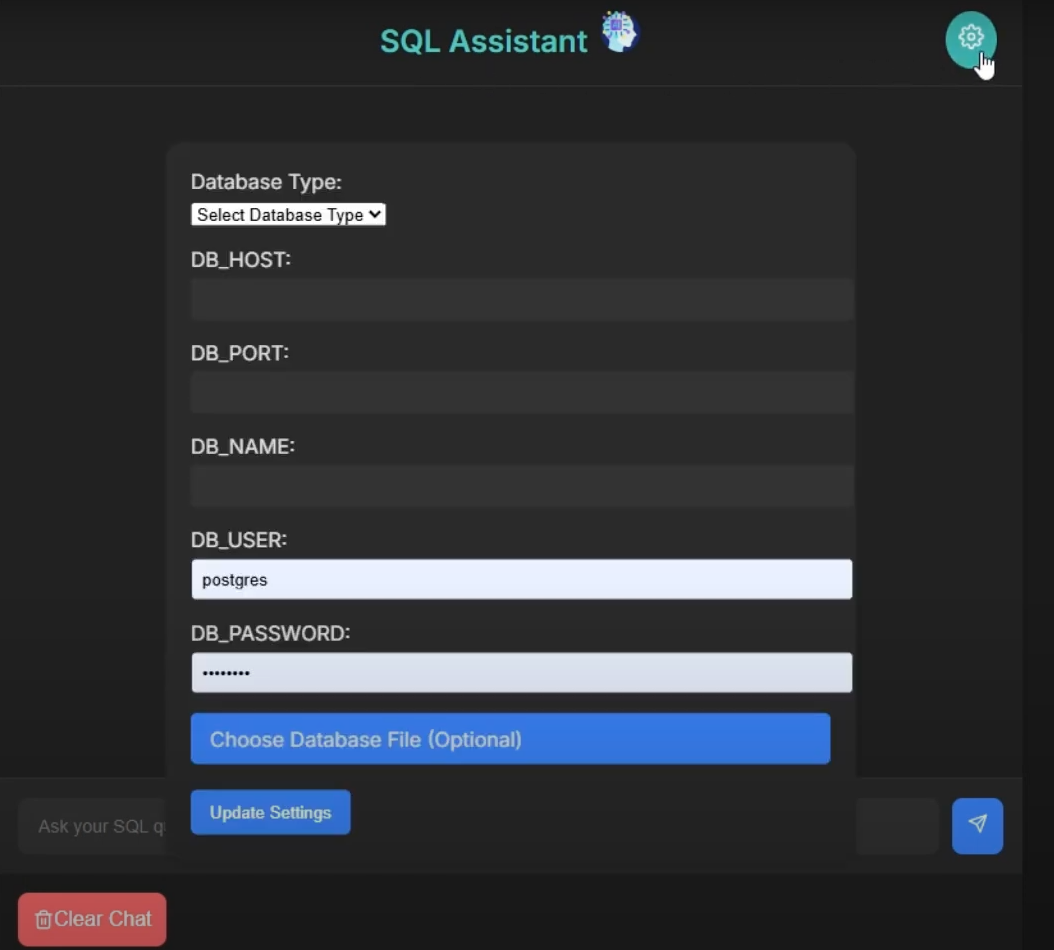 SQL Assistant
Database Type:
Select Database Type
DB_HOST:
DB_PORT:
DB_NAME:
DB_USER:
postgres
DB_PASSWORD:
••••••••
Choose Database File (Optional)
Update Settings
Ask your SQL q
Clear Chat